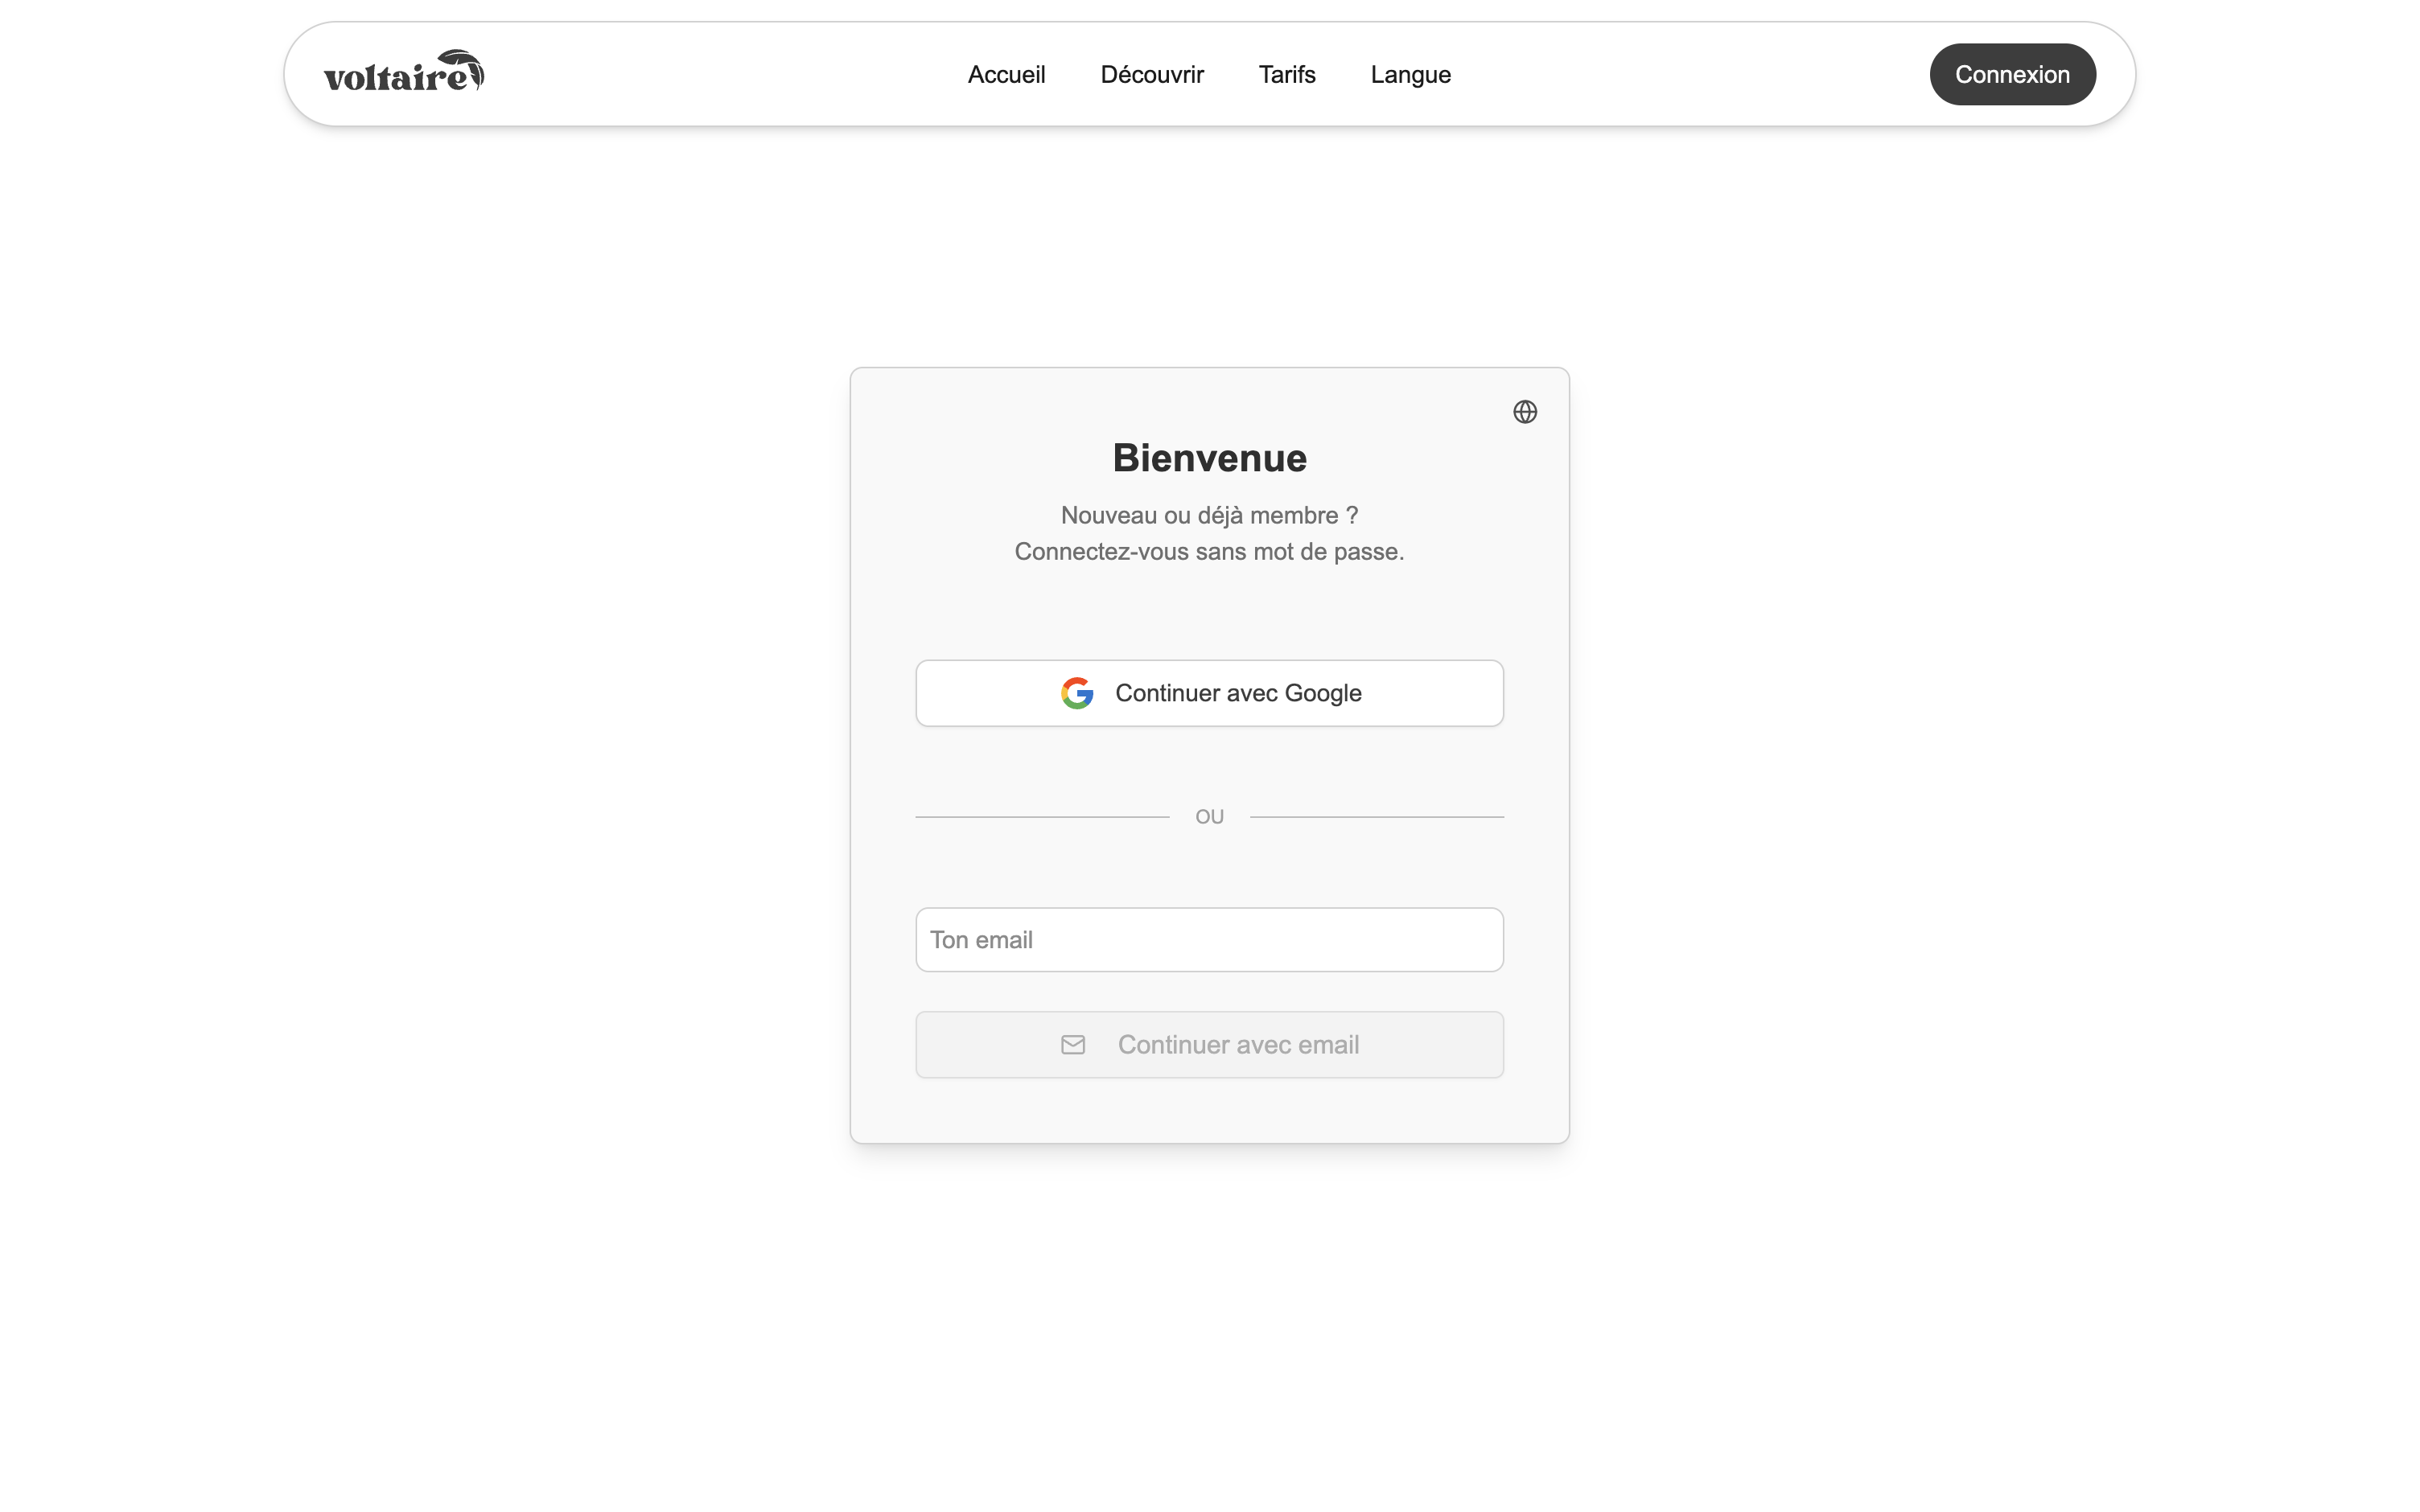 voltaire
Accueil
Découvrir
Tarifs
Langue
Connexion
Bienvenue
Nouveau ou déjà membre ?
Connectez-vous sans mot de passe.
Continuer avec Google
OU
Ton email
Continuer avec email